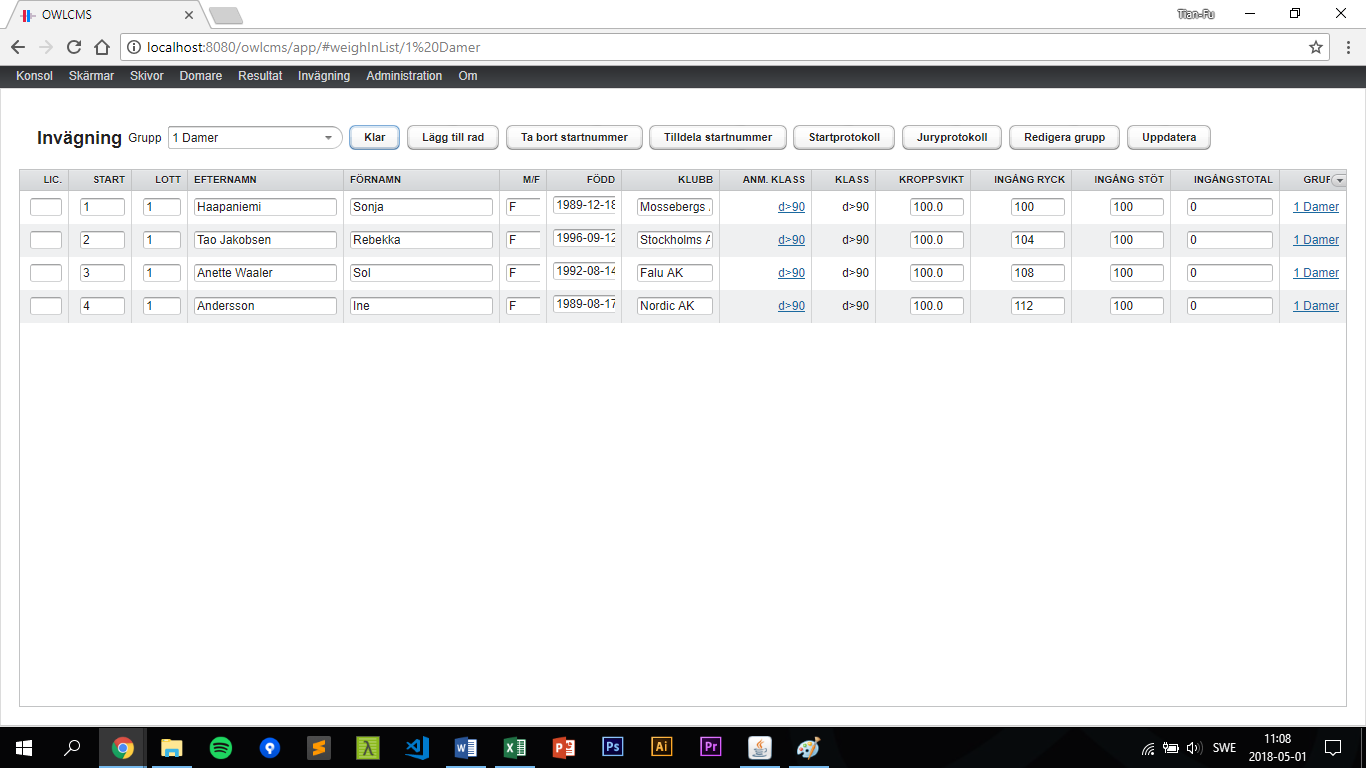 OWLCMS
Tian-Fu
localhost:8080/owlcms/app/#weighInList/1%20Damer
Konsol Skärmar Skivor Domare Resultat Invägning Administration Om
Invägning Grupp 1 Damer Klar Lägg till rad Ta bort startnummer Tilldela startnummer Startprotokoll Juryprotokoll Redigera grupp Uppdatera
LIC. START LOTT EFTERNAMN FÖRNAMN M/F FÖDD KLUBB ANM. KLASS KLASS KROPPSVIKT INGÅNG RYCK INGÅNG STÖT INGÅNGSTOTAL GRUP
1 1 Haapaniemi Sonja F 1989-12-18 Mossebergs d>90 d>90 100.0 100 100 0 1 Damer
2 1 Tao Jakobsen Rebekka F 1996-09-12 Stockholms A d>90 d>90 100.0 104 100 0 1 Damer
3 1 Anette Waaler Sol F 1992-08-14 Falu AK d>90 d>90 100.0 108 100 0 1 Damer
4 1 Andersson Ine F 1989-08-17 Nordic AK d>90 d>90 100.0 112 100 0 1 Damer
Ps Ai Pr
SWE
11:08
2018-05-01